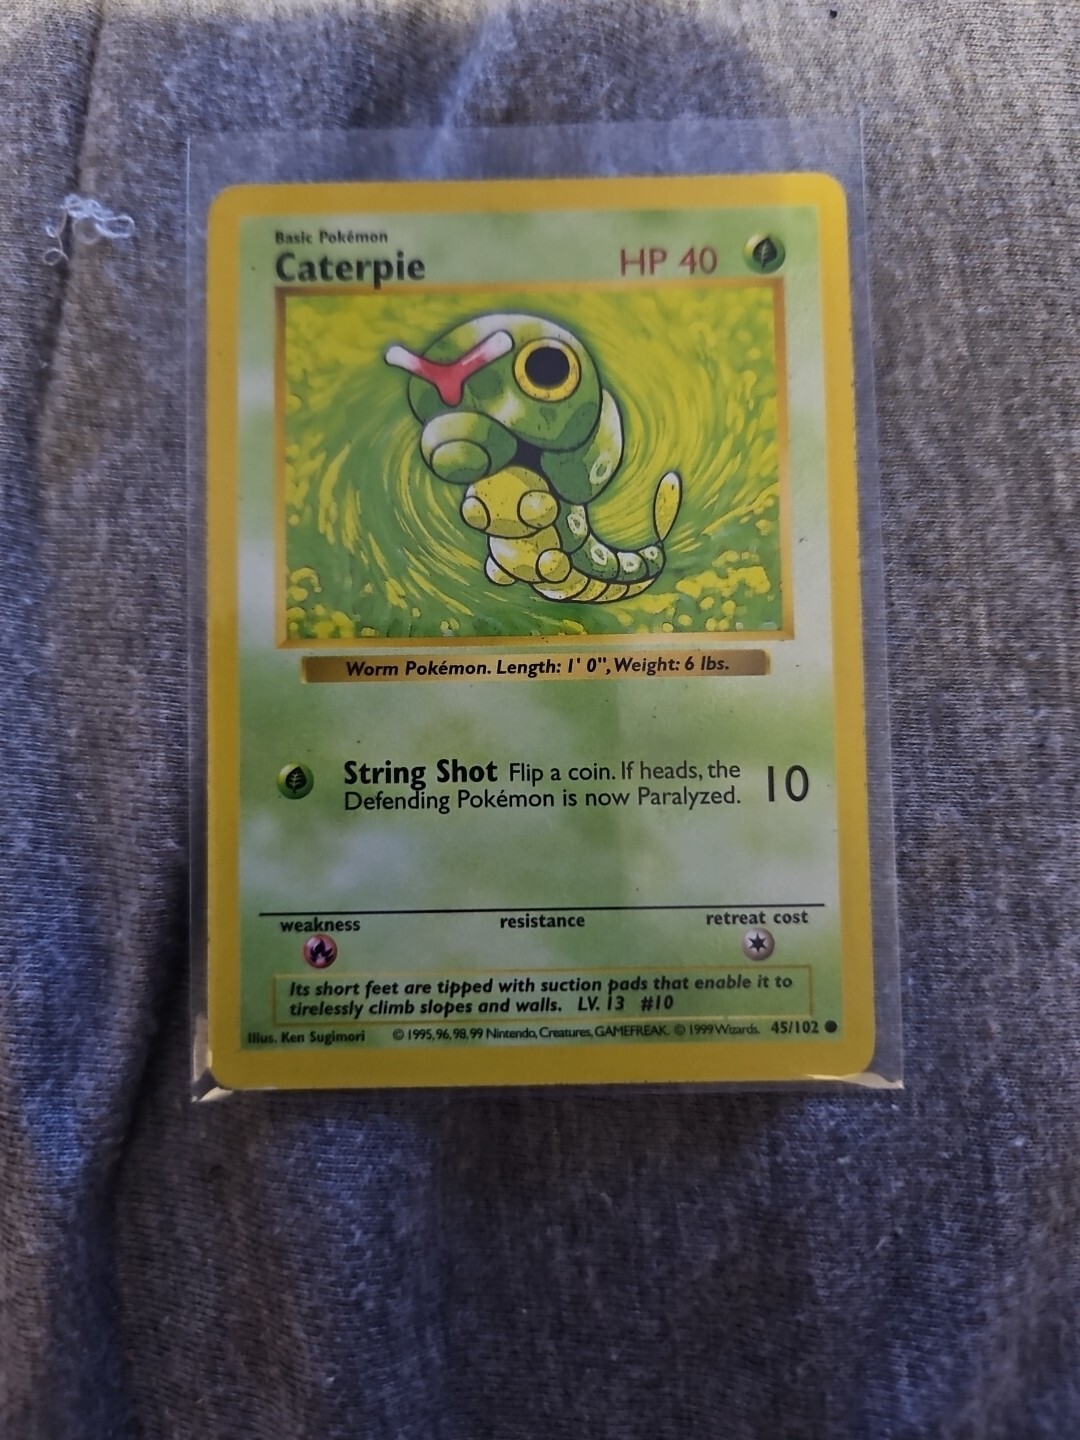 Basic Pokémon
Caterpie HP 40
Worm Pokémon. Length: 1' 0", Weight: 6 lbs.
String Shot Flip a coin. If heads, the
Defending Pokémon is now Paralyzed. 10
weakness resistance retreat cost
Its short feet are tipped with suction pads that enable it to
tirelessly climb slopes and walls. LV. 13 #10
Illus. Ken Sugimori © 1995, 96, 98, 99 Nintendo, Creatures, GAMEFREAK. © 1999 Wizards. 45/102